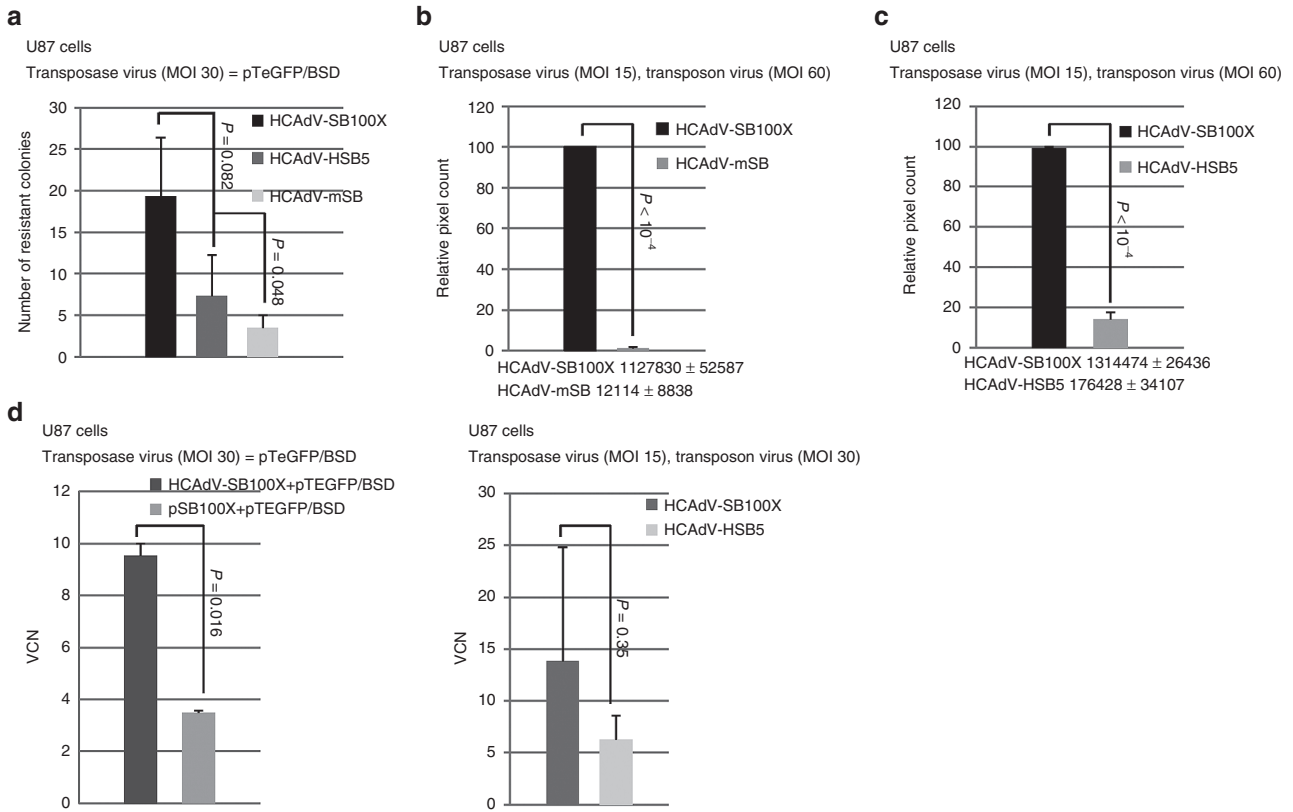 a
U87 cells
Transposase virus (MOI 30) = pTeGFP/BSD
Number of resistant colonies
30
25
20
15
10
5
0
HCAdV-SB100X
HCAdV-HSB5
HCAdV-mSB
P = 0.082
P = 0.048
b
U87 cells
Transposase virus (MOI 15), transposon virus (MOI 60)
Relative pixel count
120
100
80
60
40
20
0
HCAdV-SB100X
HCAdV-mSB
P < 10⁻⁴
HCAdV-SB100X 1127830 ± 52587
HCAdV-mSB 12114 ± 8838
c
U87 cells
Transposase virus (MOI 15), transposon virus (MOI 60)
Relative pixel count
120
100
80
60
40
20
0
HCAdV-SB100X
HCAdV-HSB5
P < 10⁻⁴
HCAdV-SB100X 1314474 ± 26436
HCAdV-HSB5 176428 ± 34107
d
U87 cells
Transposase virus (MOI 30) = pTeGFP/BSD
VCN
12
10
8
6
4
2
0
HCAdV-SB100X+pTEGFP/BSD
pSB100X+pTEGFP/BSD
P = 0.016
U87 cells
Transposase virus (MOI 15), transposon virus (MOI 30)
VCN
30
25
20
15
10
5
0
HCAdV-SB100X
HCAdV-HSB5
P = 0.35